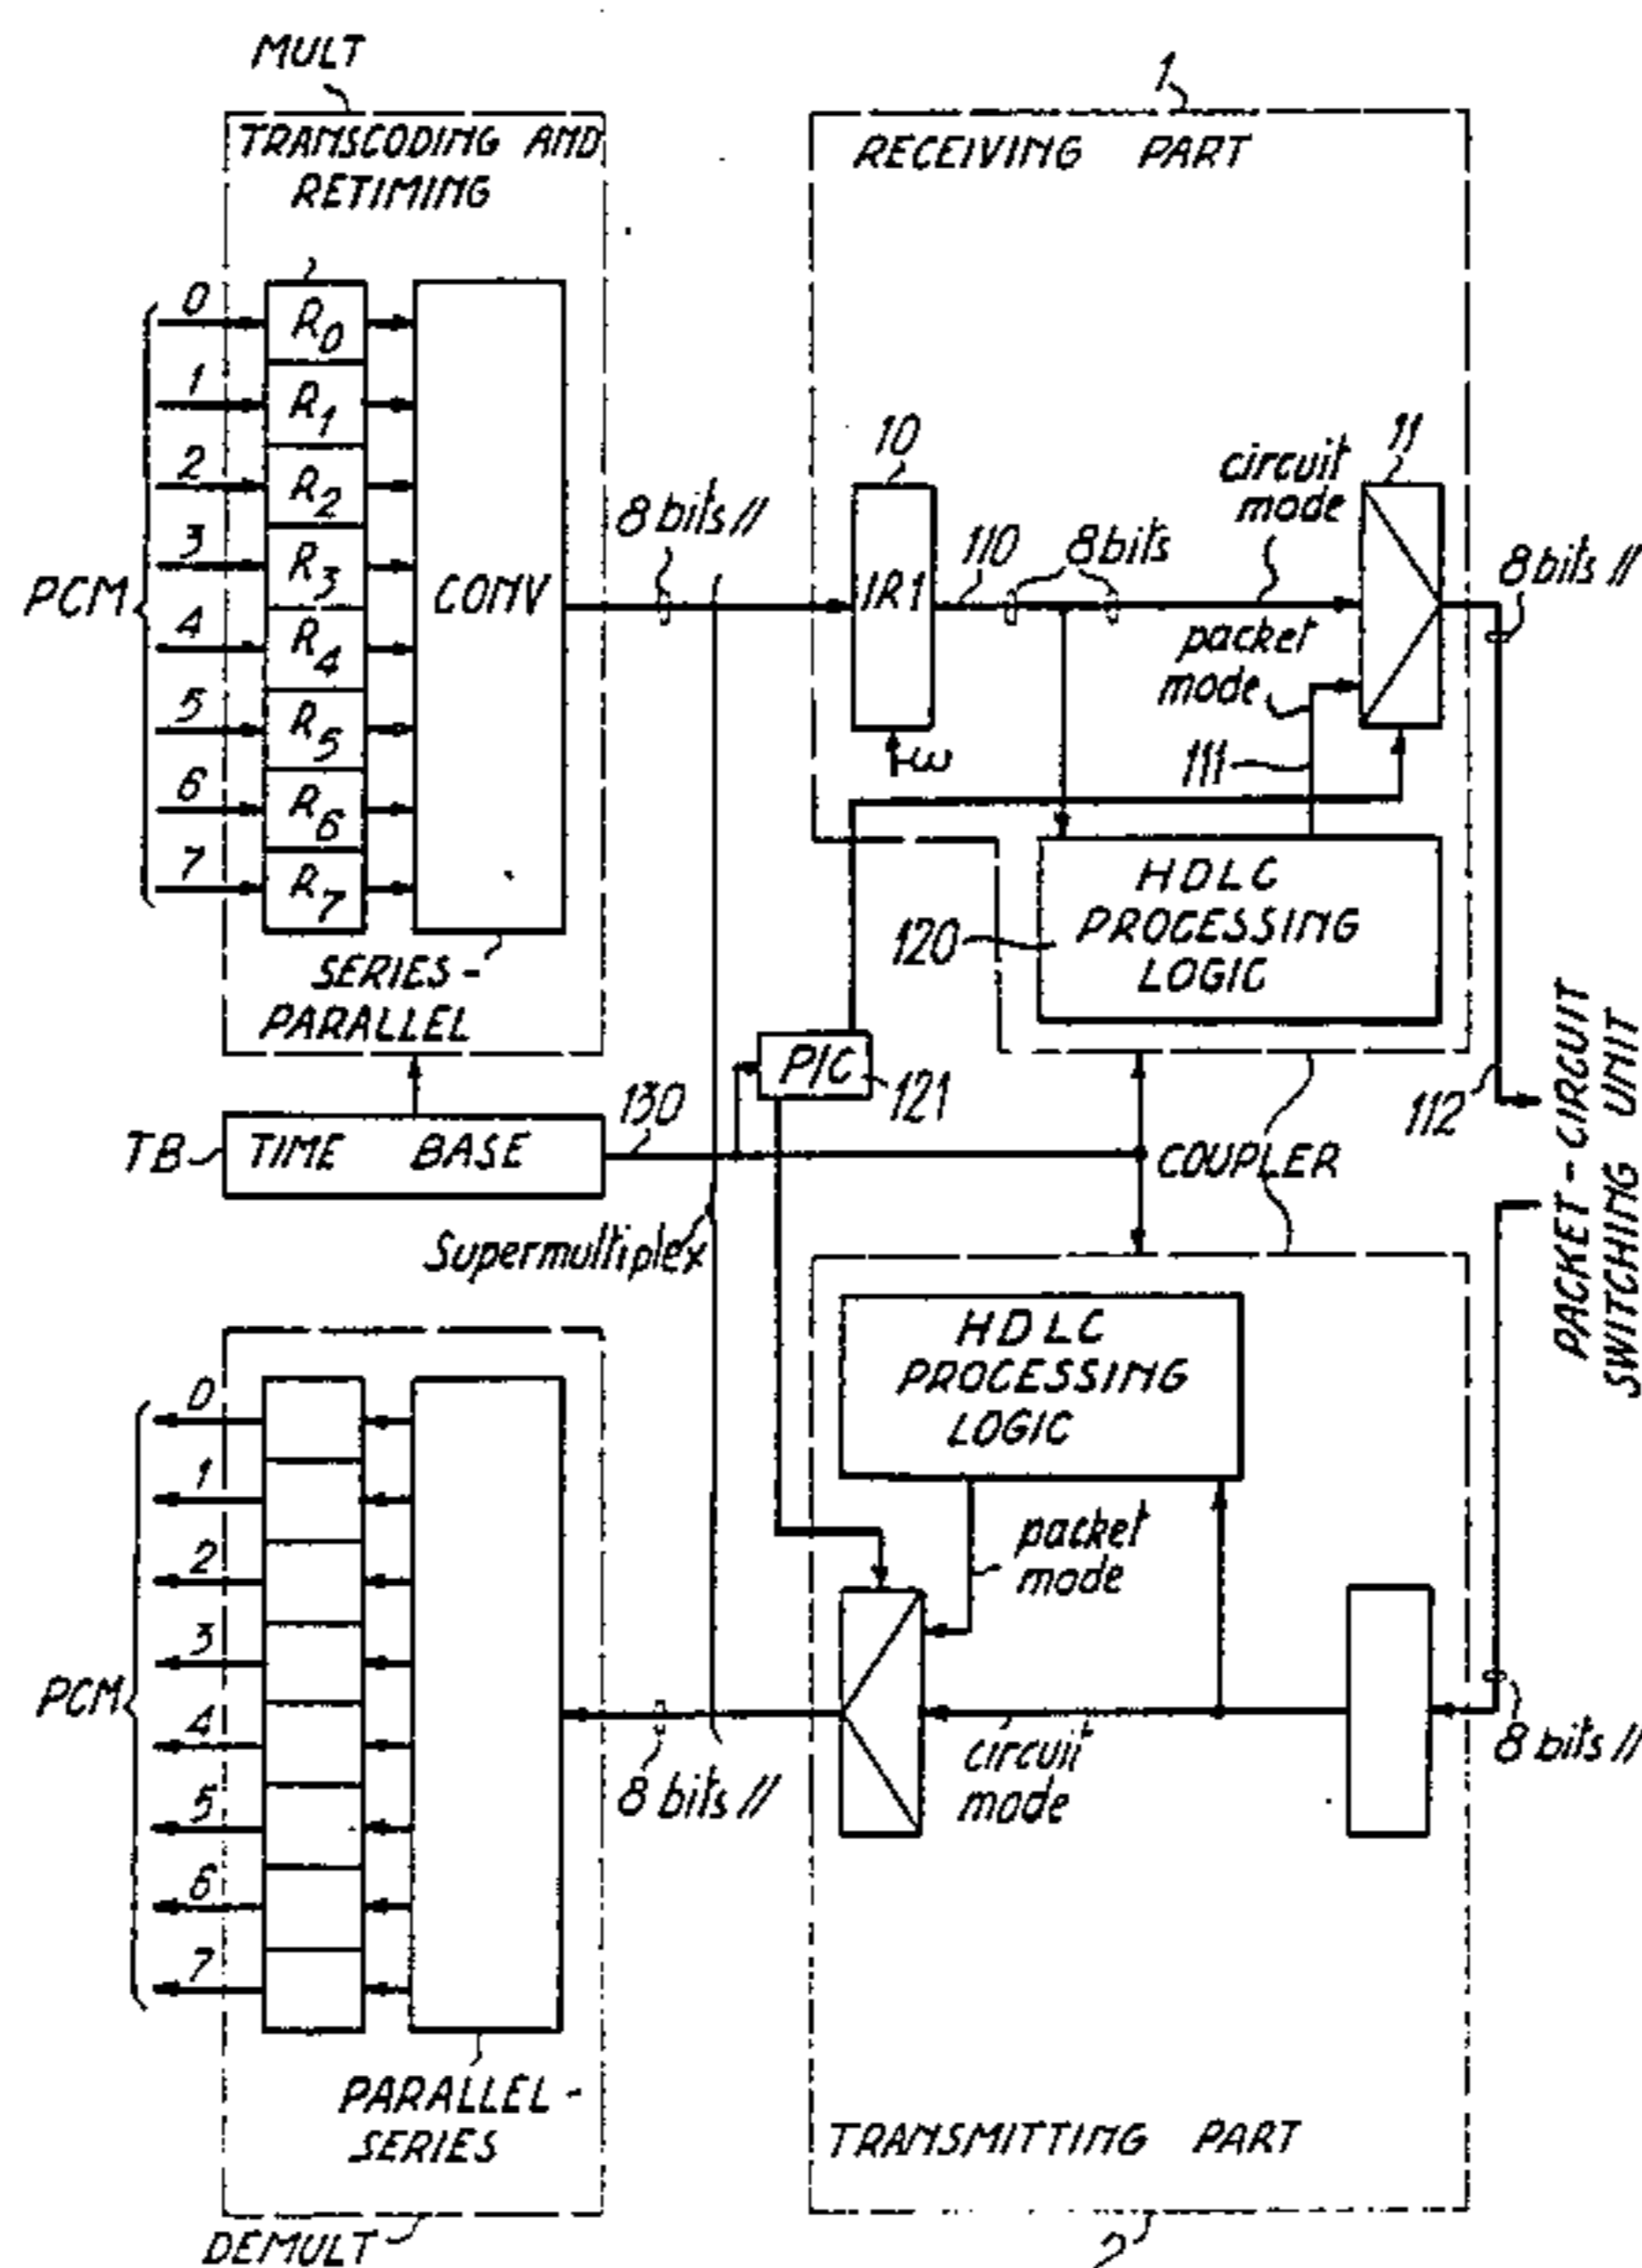 MULT
TRANSCODING AND
RETIMING
1
RECEIVING PART
PCM
0
1
2
3
4
5
6
7
R0
R1
R2
R3
R4
R5
R6
R7
CONV
SERIES-
PARALLEL
8 bits //
10
IR1
ω
110
8 bits
circuit
mode
11
packet
mode
111
8 bits //
HDLC
PROCESSING
LOGIC
120
P/C
121
112
TB
TIME BASE
130
COUPLER
Supermultiplex
PACKET-CIRCUIT
SWITCHING UNIT
HDLC
PROCESSING
LOGIC
packet
mode
circuit
mode
8 bits //
8 bits //
PCM
0
1
2
3
4
5
6
7
PARALLEL-
SERIES
DEMULT
TRANSMITTING PART
2